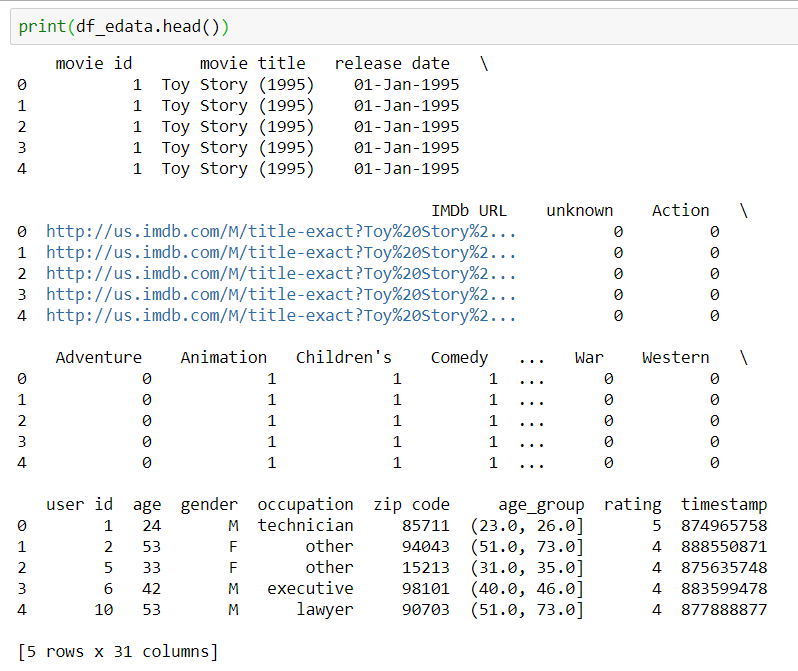 print(df_edata.head())
    movie id       movie title   release date   \
0           1  Toy Story (1995)    01-Jan-1995
1           1  Toy Story (1995)    01-Jan-1995
2           1  Toy Story (1995)    01-Jan-1995
3           1  Toy Story (1995)    01-Jan-1995
4           1  Toy Story (1995)    01-Jan-1995
                                           IMDb URL    unknown    Action   \
0  http://us.imdb.com/M/title-exact?Toy%20Story%2...          0         0
1  http://us.imdb.com/M/title-exact?Toy%20Story%2...          0         0
2  http://us.imdb.com/M/title-exact?Toy%20Story%2...          0         0
3  http://us.imdb.com/M/title-exact?Toy%20Story%2...          0         0
4  http://us.imdb.com/M/title-exact?Toy%20Story%2...          0         0
    Adventure    Animation   Children's    Comedy   ...   War    Western   \
0            0            1            1         1  ...      0          0
1            0            1            1         1  ...      0          0
2            0            1            1         1  ...      0          0
3            0            1            1         1  ...      0          0
4            0            1            1         1  ...      0          0
   user id  age  gender  occupation  zip code     age_group  rating  timestamp
0        1   24       M  technician     85711  (23.0, 26.0]       5  874965758
1        2   53       F       other     94043  (51.0, 73.0]       4  888550871
2        5   33       F       other     15213  (31.0, 35.0]       4  875635748
3        6   42       M   executive     98101  (40.0, 46.0]       4  883599478
4       10   53       M      lawyer     90703  (51.0, 73.0]       4  877888877
[5 rows x 31 columns]